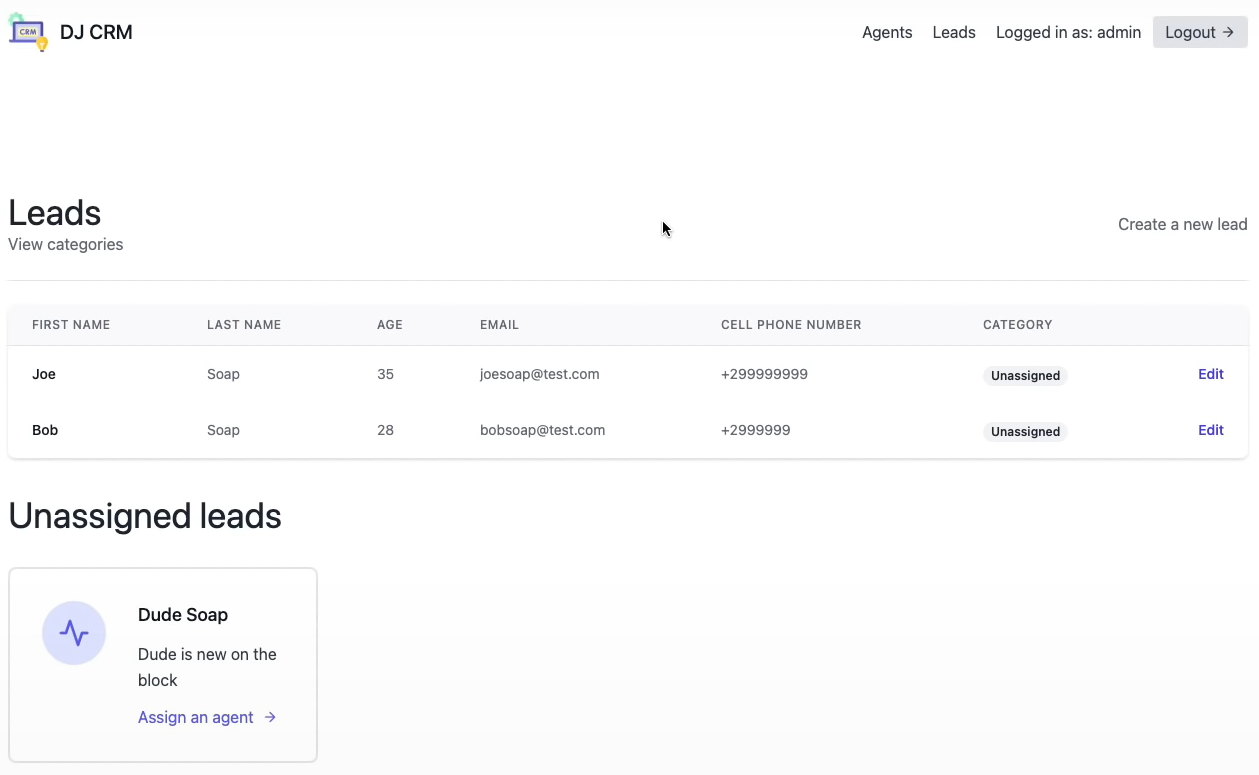 CRM DJ CRM Agents Leads Logged in as: admin Logout →
Leads
View categories
Create a new lead
FIRST NAME LAST NAME AGE EMAIL CELL PHONE NUMBER CATEGORY
Joe Soap 35 joesoap@test.com +299999999 Unassigned Edit
Bob Soap 28 bobsoap@test.com +2999999 Unassigned Edit
Unassigned leads
Dude Soap
Dude is new on the
block
Assign an agent →